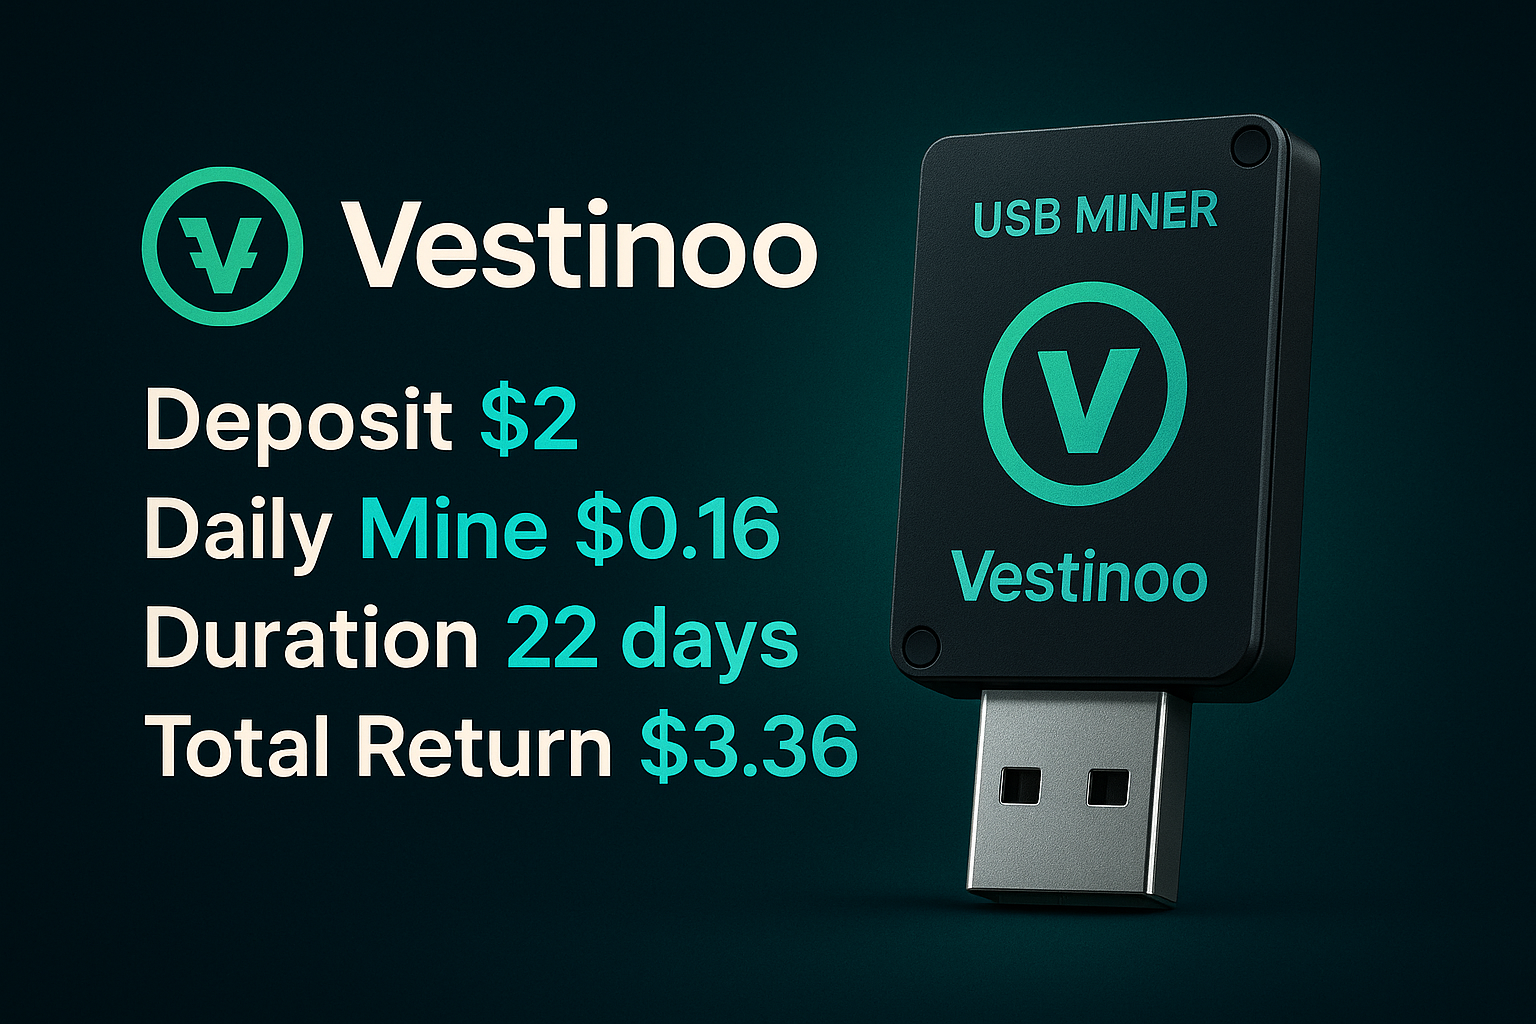 Vestinoo
Deposit $2
Daily Mine $0.16
Duration 22 days
Total Return $3.36
USB MINER
V
Vestinoo